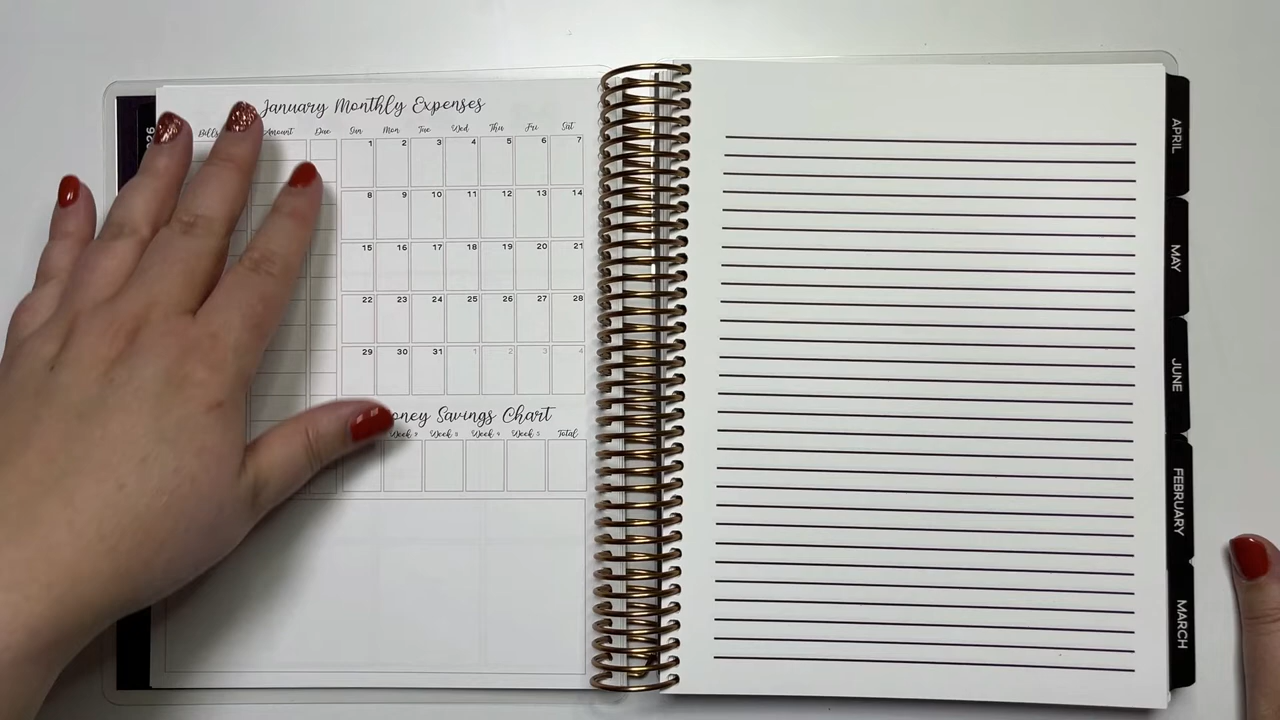 January Monthly Expenses
Bills Amount Due Sun Mon Tue Wed Thu Fri Sat
1 2 3 5 6 7
8 9 10 11 12 13 14
15 16 17 18 19 20 21
22 23 24 25 26 27 28
29 30 31 1 2 3 4
oney Savings Chart
Week 2 Week 3 Week 4 Week 5 Total
26
APRIL
MAY
JUNE
FEBRUARY
MARCH